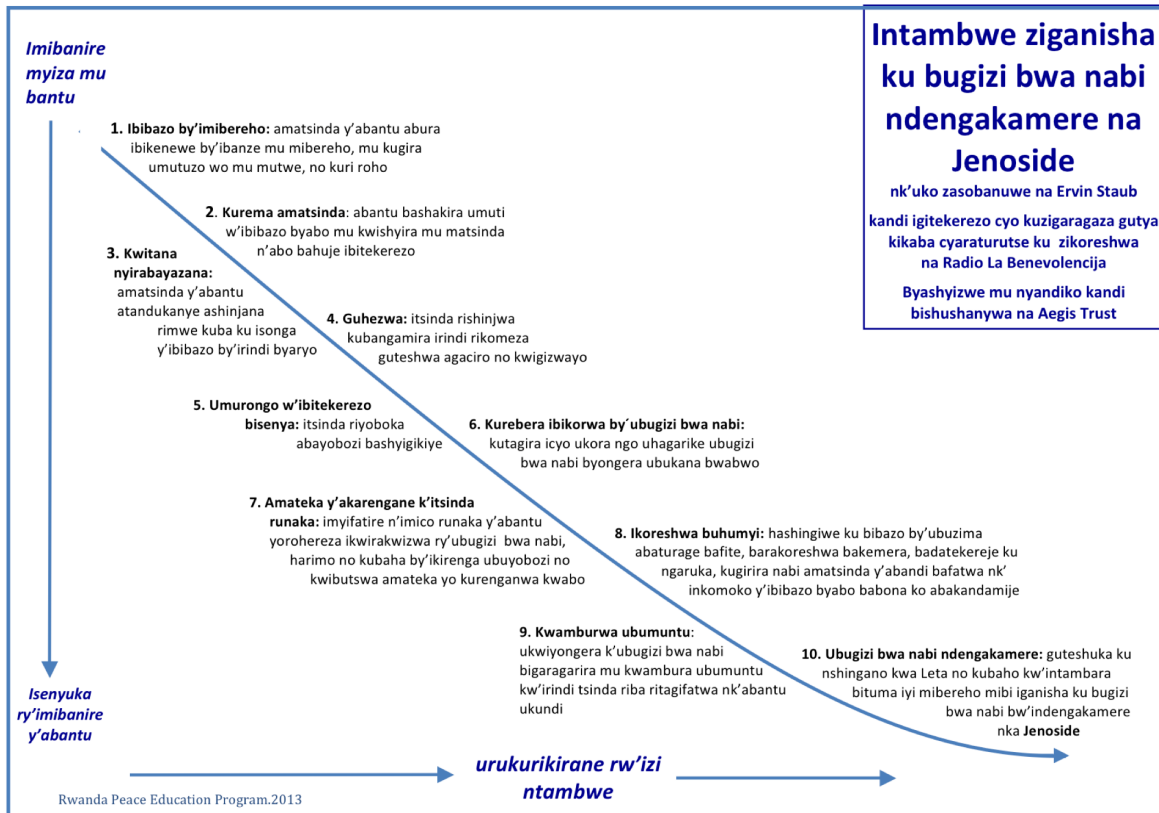 Intambwe ziganisha
ku bugizi bwa nabi
ndengakamere na
Jenoside
nk'uko zasobanuwe na Ervin Staub
kandi igitekerezo cyo kuzigaragaza gutya
kikaba cyaraturutse ku zikoreshwa
na Radio La Benevolencija
Byashyizwe mu nyandiko kandi
bishushanywa na Aegis Trust
Imibanire
myiza mu
bantu
1. Ibibazo by'imibereho: amatsinda y'abantu abura
ibikenewe by'ibanze mu mibereho, mu kugira
umutuzo wo mu mutwe, no kuri roho
2. Kurema amatsinda: abantu bashakira umuti
w'ibibazo byabo mu kwishyira mu matsinda
n'abo bahuje ibitekerezo
3. Kwitana
nyirabayazana:
amatsinda y'abantu
atandukanye ashinjana
rimwe kuba ku isonga
y'ibibazo by'irindi byaryo
4. Guhezwa: itsinda rishinjwa
kubangamira irindi rikomeza
guteshwa agaciro no kwigizwayo
5. Umurongo w'ibitekerezo
bisenya: itsinda riyoboka
abayobozi bashyigikiye
6. Kurebera ibikorwa by´ubugizi bwa nabi:
kutagira icyo ukora ngo uhagarike ubugizi
bwa nabi byongera ubukana bwabwo
7. Amateka y'akarengane k'itsinda
runaka: imyifatire n'imico runaka y'abantu
yorohereza ikwirakwizwa ry'ubugizi bwa nabi,
harimo no kubaha by'ikirenga ubuyobozi no
kwibutswa amateka yo kurenganwa kwabo
8. Ikoreshwa buhumyi: hashingiwe ku bibazo by'ubuzima
abaturage bafite, barakoreshwa bakemera, badatekereje ku
ngaruka, kugirira nabi amatsinda y'abandi bafatwa nk'
inkomoko y'ibibazo byabo babona ko abakandamije
9. Kwamburwa ubumuntu:
ukwiyongera k'ubugizi bwa nabi
bigaragarira mu kwambura ubumuntu
kw'irindi tsinda riba ritagifatwa nk'abantu
ukundi
10. Ubugizi bwa nabi ndengakamere: guteshuka ku
nshingano kwa Leta no kubaho kw'intambara
bituma iyi mibereho mibi iganisha ku bugizi
bwa nabi bw'indengakamere
nka Jenoside
Isenyuka
ry'imibanire
y'abantu
urukurikirane rw'izi
ntambwe
Rwanda Peace Education Program.2013